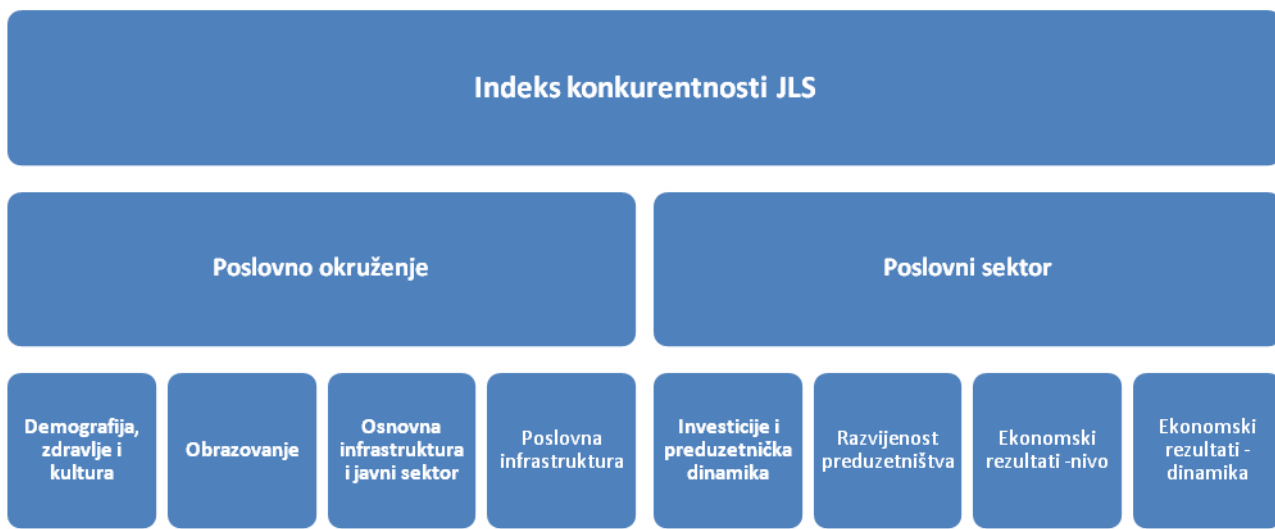 Indeks konkurentnosti JLS
Poslovno okruženje
Poslovni sektor
Demografija,
zdravlje i
kultura
Obrazovanje
Osnovna
infrastruktura
i javni sektor
Poslovna
infrastruktura
Investicije i
preduzetnička
dinamika
Razvijenost
preduzetništva
Ekonomski
rezultati -nivo
Ekonomski
rezultati -
dinamika